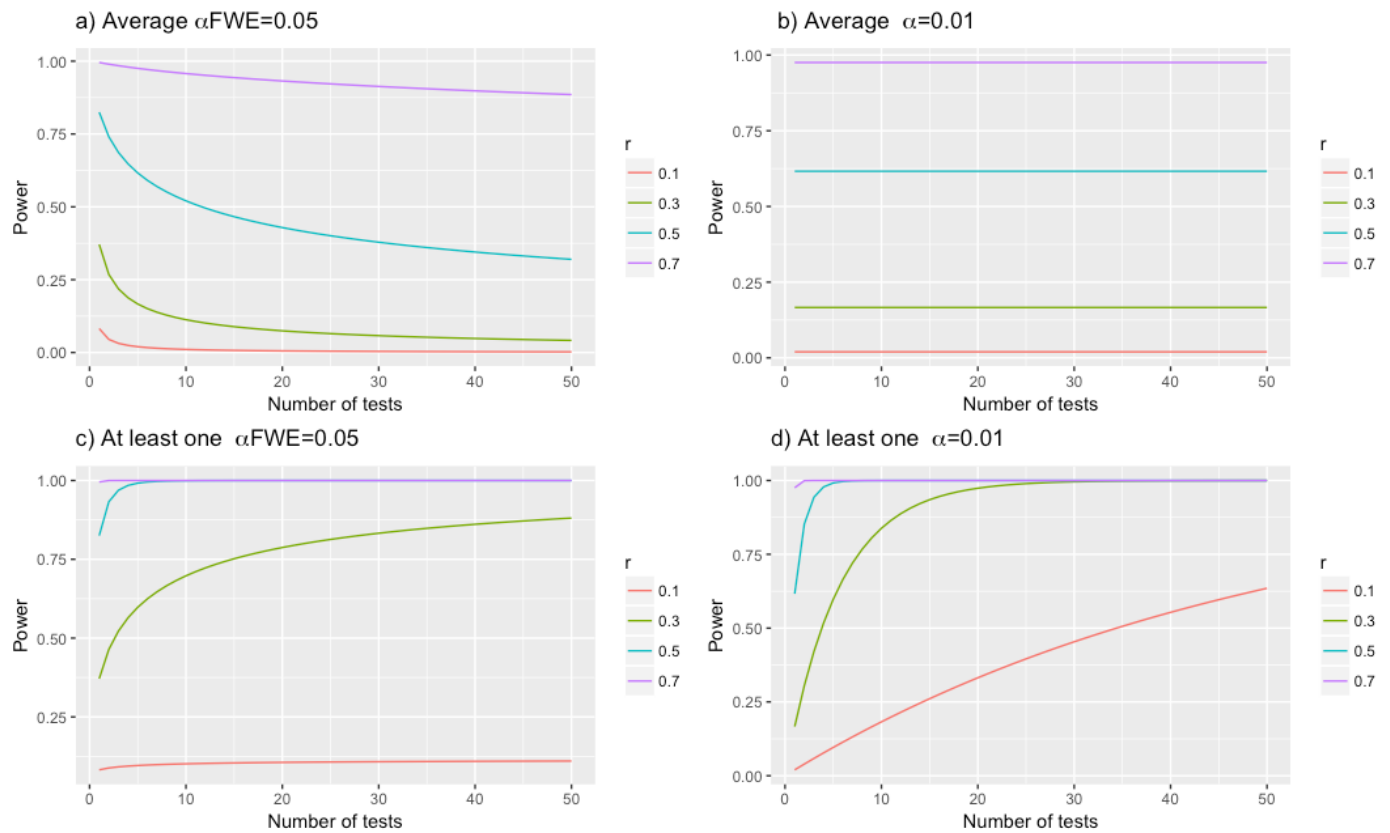 a) Average αFWE=0.05
1.00
0.75
0.50
0.25
0.00
Power
0 10 20 30 40 50
Number of tests
r
0.1
0.3
0.5
0.7
b) Average α=0.01
1.00
0.75
0.50
0.25
0.00
Power
0 10 20 30 40 50
Number of tests
r
0.1
0.3
0.5
0.7
c) At least one αFWE=0.05
1.00
0.75
0.50
0.25
Power
0 10 20 30 40 50
Number of tests
r
0.1
0.3
0.5
0.7
d) At least one α=0.01
1.00
0.75
0.50
0.25
0.00
Power
0 10 20 30 40 50
Number of tests
r
0.1
0.3
0.5
0.7